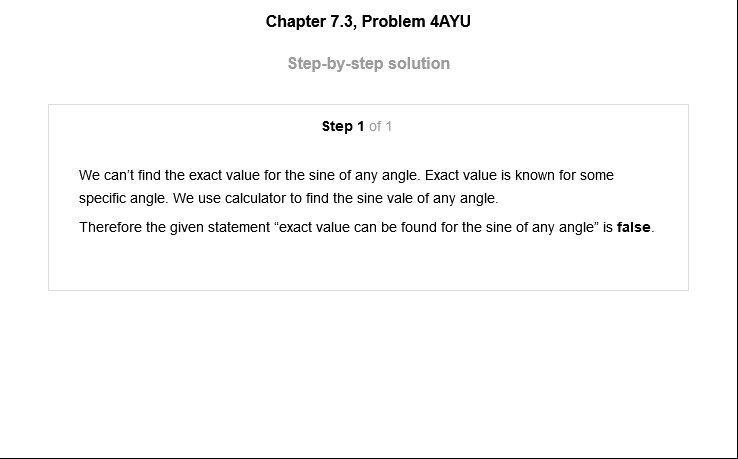 Chapter 7.3, Problem 4AYU
Step-by-step solution
Step 1 of 1
We can't find the exact value for the sine of any angle. Exact value is known for some
specific angle. We use calculator to find the sine vale of any angle.
Therefore the given statement “exact value can be found for the sine of any angle” is false.